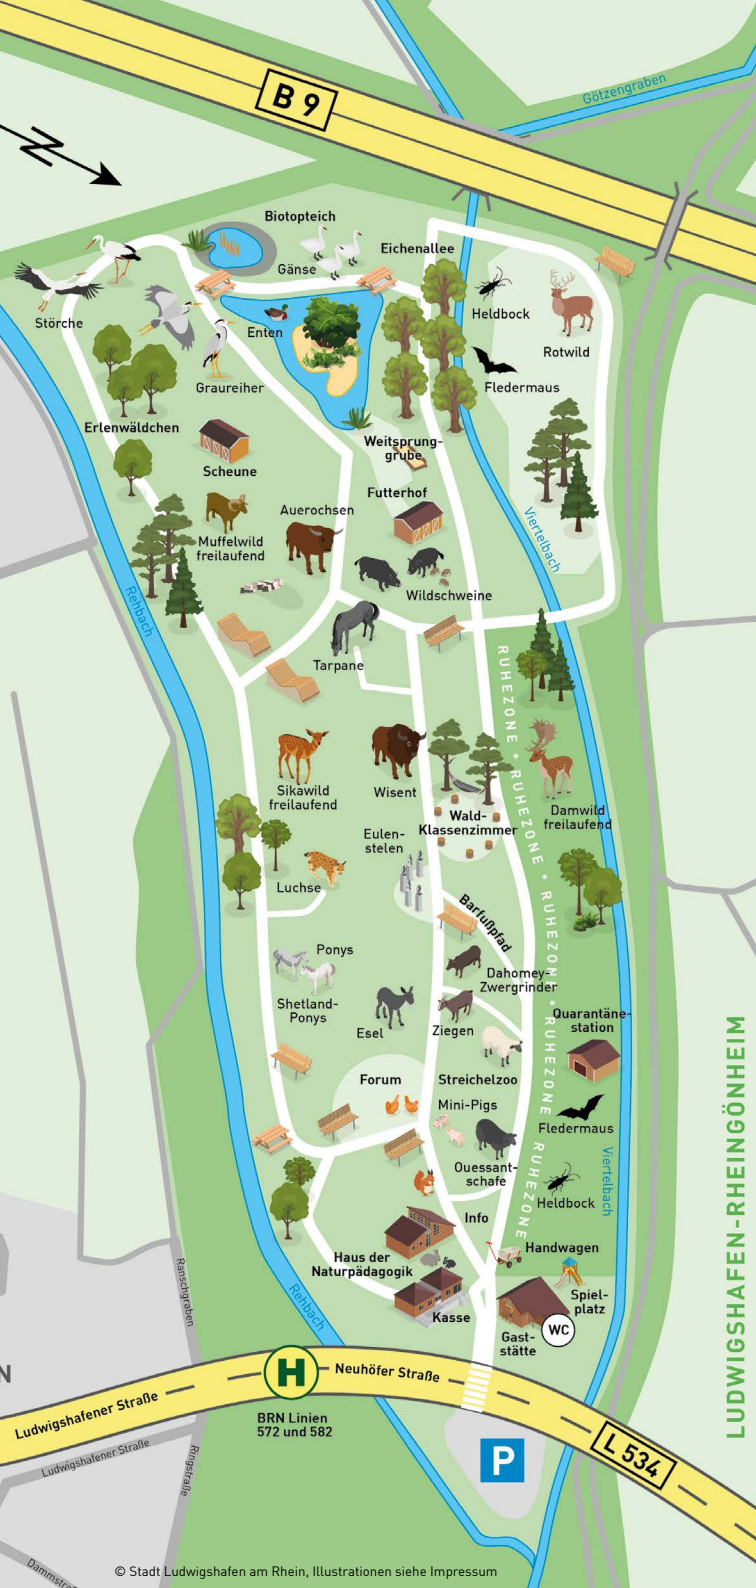 B 9
Götzengraben
N
Biotopteich
Eichenallee
Gänse
Störche
Enten
Heldbock
Rotwild
Graureiher
Fledermaus
Erlenwäldchen
Weitsprung-
grube
Scheune
Futterhof
Auerochsen
Muffelwild
freilaufend
Viertelbach
Wildschweine
Rehbach
Tarpane
RUHEZONE * RUHEZONE * RUHEZONE * RUHEZONE RUHEZONE
Sikawild
freilaufend
Wisent
Damwild
freilaufend
Wald-
Klassenzimmer
Eulen-
stelen
Luchse
Barfußpfad
Ponys
Dahomey-
Zwergrinder
Shetland-
Ponys
Esel
Ziegen
Quarantäne-
station
Forum
Streichelzoo
Mini-Pigs
Fledermaus
Ouessant-
schafe
Viertelbach
Heldbock
Info
Handwagen
Haus der
Naturpädagogik
Spiel-
platz
Kasse
Gast-
stätte
WC
Ranschgraben
Rehbach
LUDWIGSHAFEN-RHEINGÖNHEIM
N
H
Neuhöfer Straße
Ludwigshafener Straße
BRN Linien
572 und 582
L 534
Ludwigshafener Straße
Ringstraße
P
© Stadt Ludwigshafen am Rhein, Illustrationen siehe Impressum